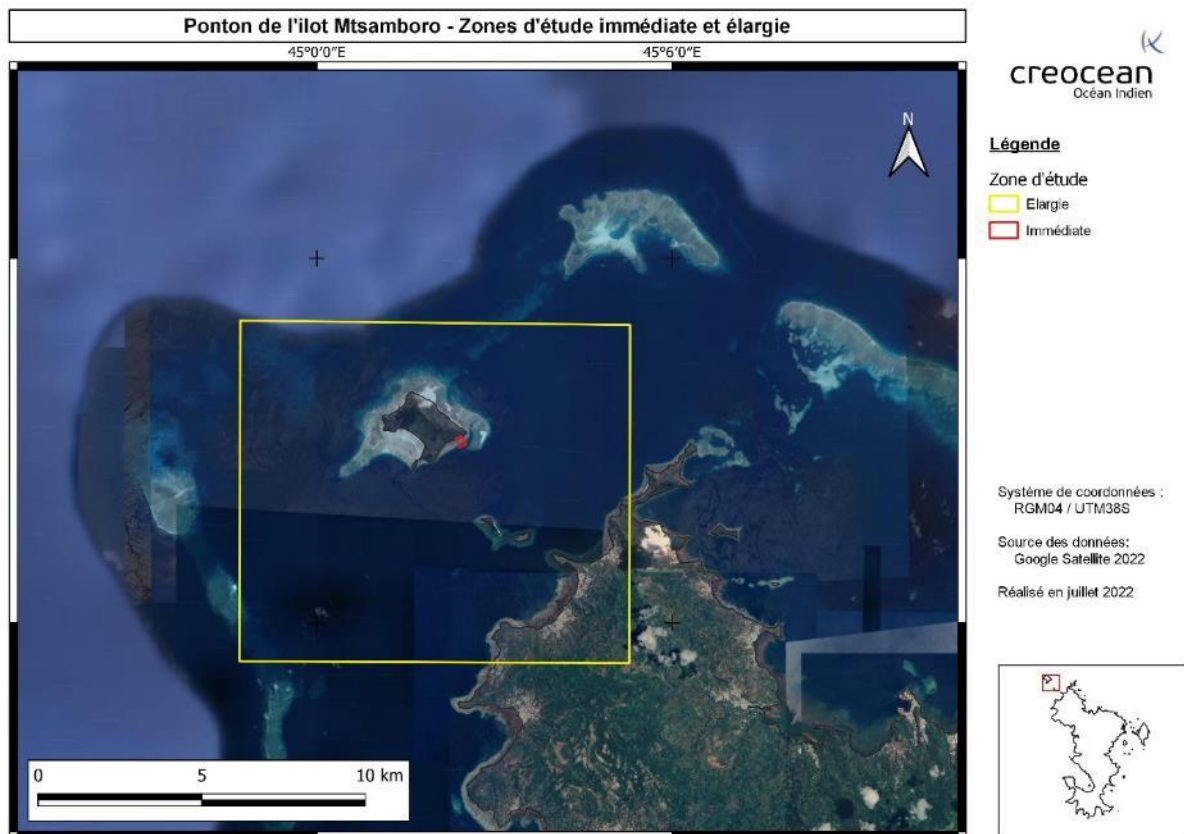 Ponton de l'ilot Mtsamboro - Zones d'étude immédiate et élargie
45°0'0"E
45°6'0"E
creocean
Océan Indien
N
Légende
Zone d'étude
Elargie
Immédiate
Système de coordonnées :
RGM04 / UTM38S
Source des données:
Google Satellite 2022
Réalisé en juillet 2022
0
5
10 km